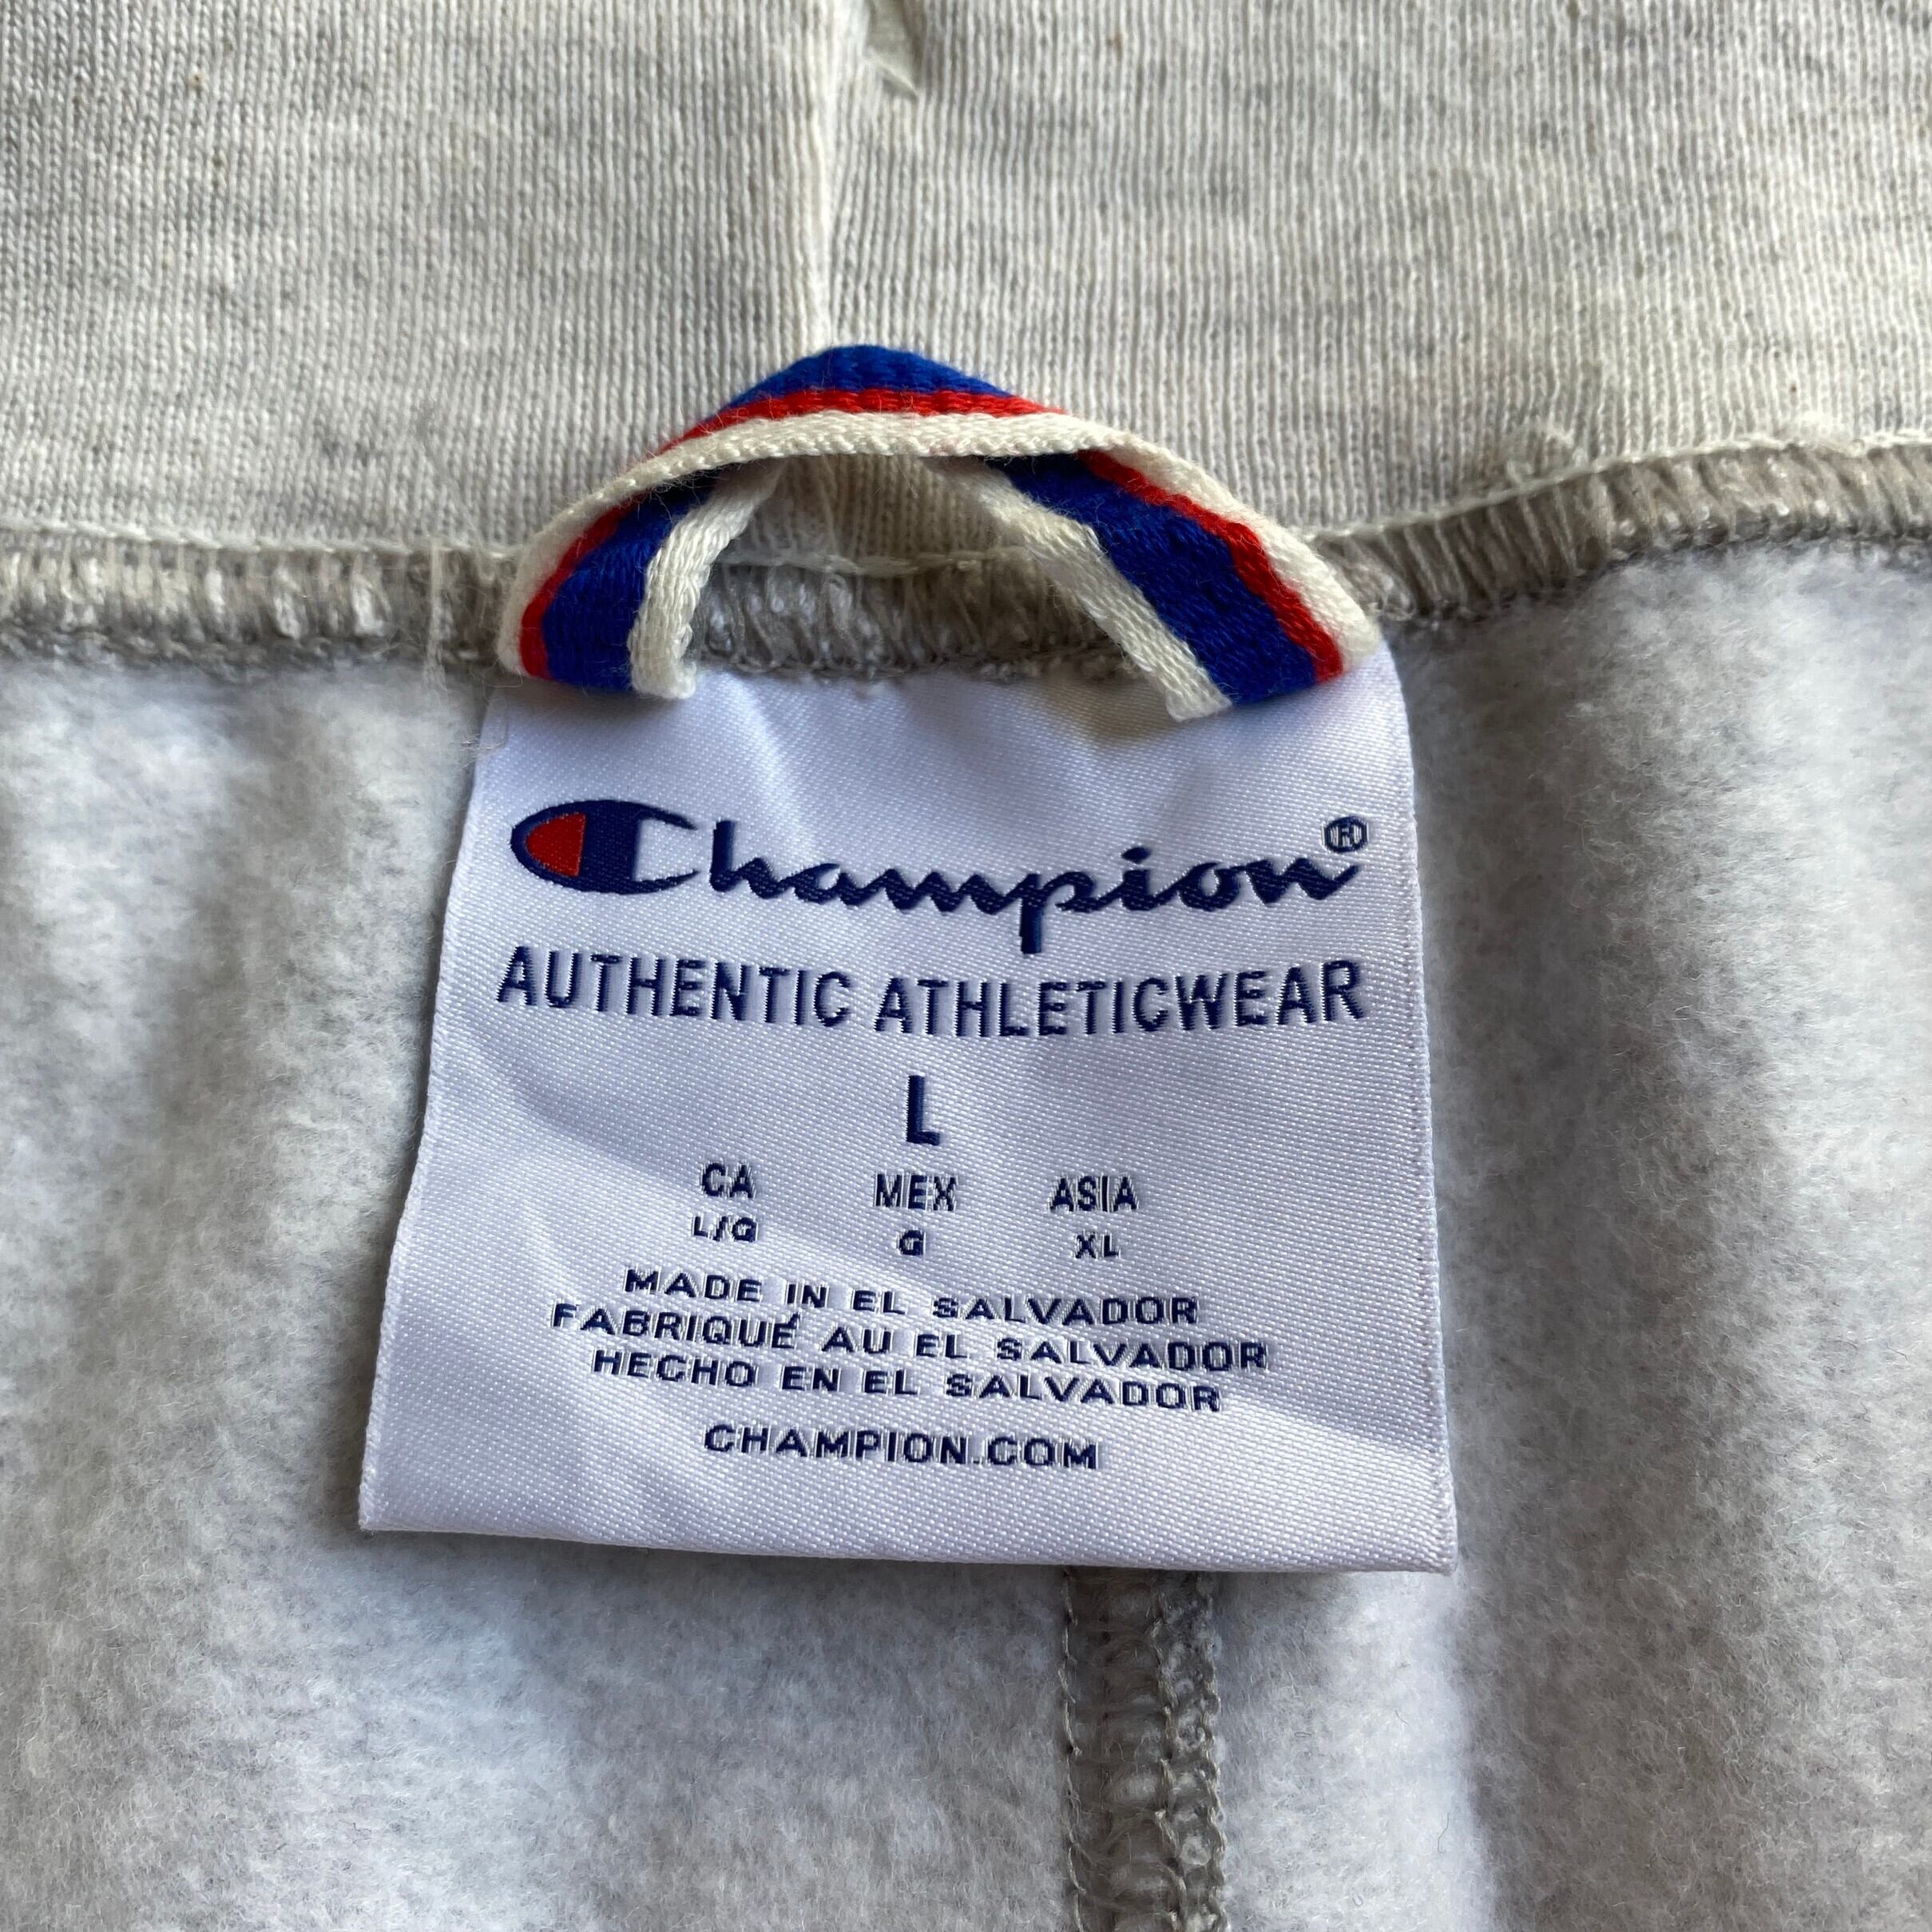 Champion®
AUTHENTIC ATHLETICWEAR
L
CA MEX ASIA
L/G G XL
MADE IN EL SALVADOR
FABRIQUÉ AU EL SALVADOR
HECHO EN EL SALVADOR
CHAMPION.COM